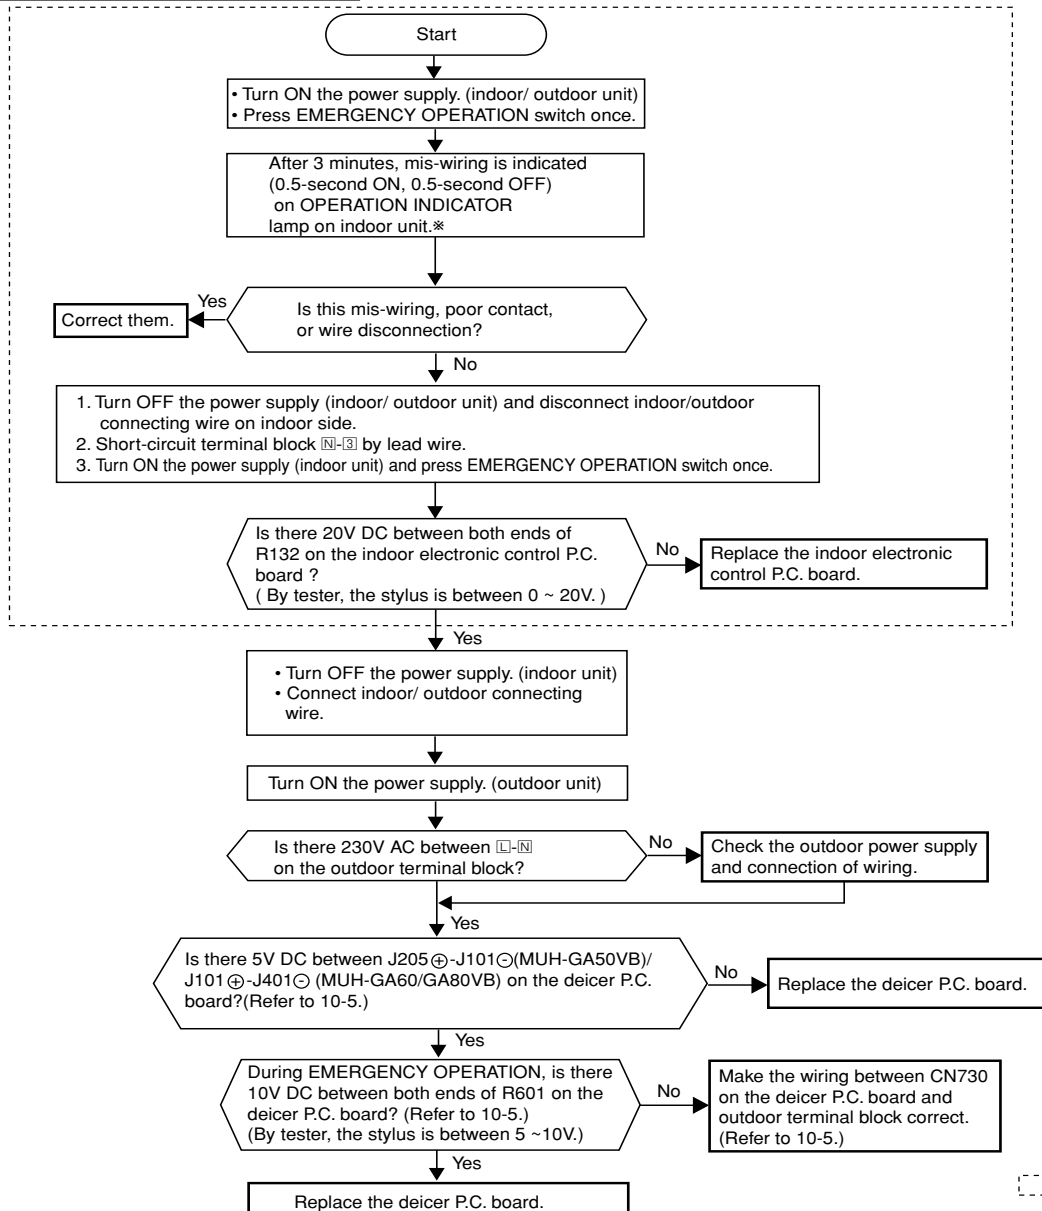 Start
• Turn ON the power supply. (indoor/ outdoor unit)
• Press EMERGENCY OPERATION switch once.
After 3 minutes, mis-wiring is indicated
(0.5-second ON, 0.5-second OFF)
on OPERATION INDICATOR
lamp on indoor unit.※
Is this mis-wiring, poor contact,
or wire disconnection?
Yes
Correct them.
No
1. Turn OFF the power supply (indoor/ outdoor unit) and disconnect indoor/outdoor
connecting wire on indoor side.
2. Short-circuit terminal block N-3 by lead wire.
3. Turn ON the power supply (indoor unit) and press EMERGENCY OPERATION switch once.
Is there 20V DC between both ends of
R132 on the indoor electronic control P.C.
board ?
( By tester, the stylus is between 0 ~ 20V. )
No
Replace the indoor electronic
control P.C. board.
Yes
• Turn OFF the power supply. (indoor unit)
• Connect indoor/ outdoor connecting
wire.
Turn ON the power supply. (outdoor unit)
Is there 230V AC between L-N
on the outdoor terminal block?
No
Check the outdoor power supply
and connection of wiring.
Yes
Is there 5V DC between J205⊕-J101⊖(MUH-GA50VB)/
J101⊕-J401⊖ (MUH-GA60/GA80VB) on the deicer P.C.
board?(Refer to 10-5.)
No
Replace the deicer P.C. board.
Yes
During EMERGENCY OPERATION, is there
10V DC between both ends of R601 on the
deicer P.C. board? (Refer to 10-5.)
(By tester, the stylus is between 5 ~10V.)
No
Make the wiring between CN730
on the deicer P.C. board and
outdoor terminal block correct.
(Refer to 10-5.)
Yes
Replace the deicer P.C. board.